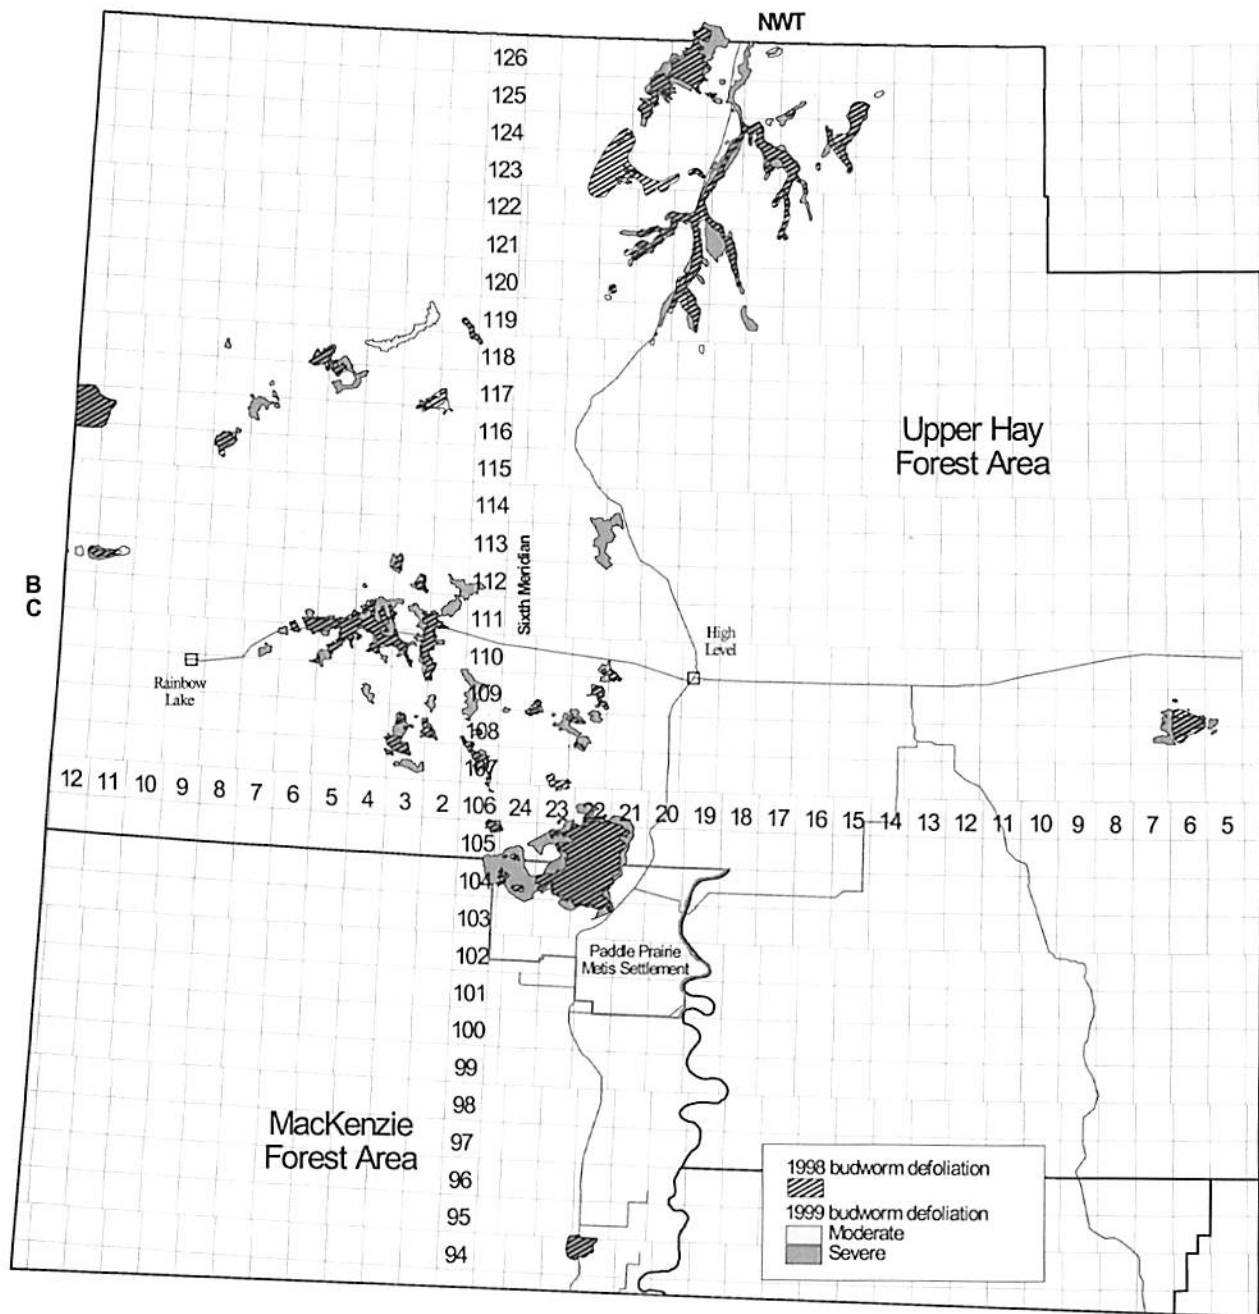 NWT
126
125
124
123
122
121
120
119
118
117
116
115
114
113
112
111
110
109
108
107
106
105
104
103
102
101
100
99
98
97
96
95
94
Upper Hay
Forest Area
Sixth Meridian
B
C
High
Level
Rainbow
Lake
12 11 10 9 8 7 6 5 4 3 2 24 23 22 21 20 19 18 17 16 15 14 13 12 11 10 9 8 7 6 5
Paddle Prairie
Metis Settlement
MacKenzie
Forest Area
1998 budworm defoliation
1999 budworm defoliation
Moderate
Severe